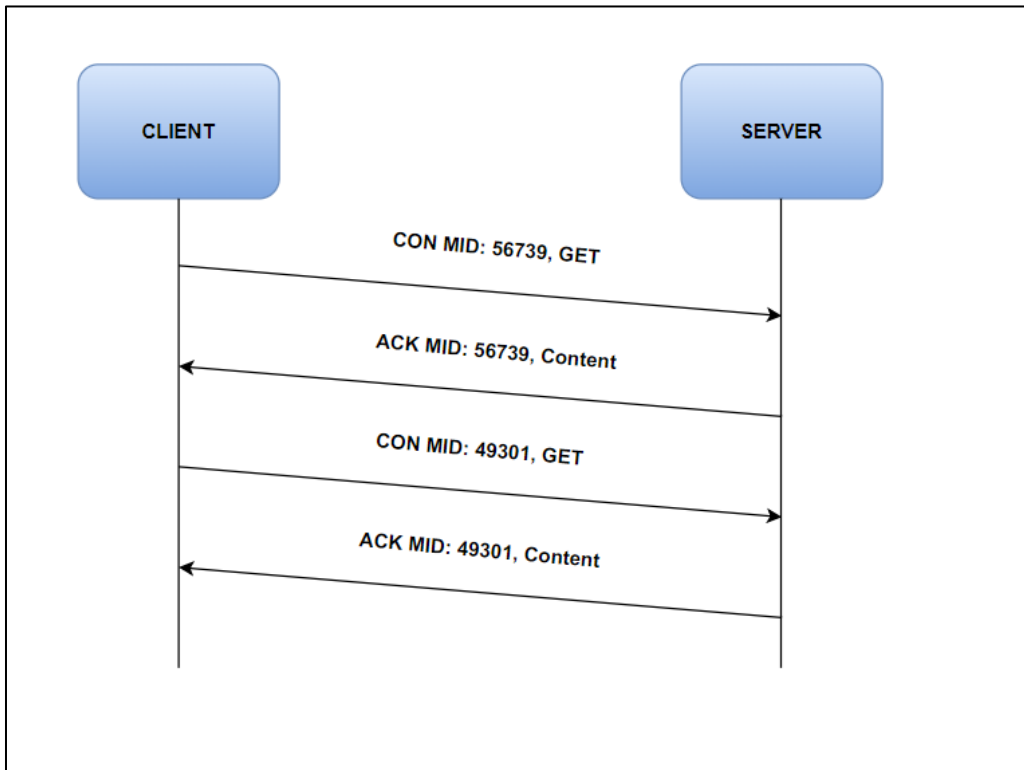 CLIENT
SERVER
CON MID: 56739, GET
ACK MID: 56739, Content
CON MID: 49301, GET
ACK MID: 49301, Content